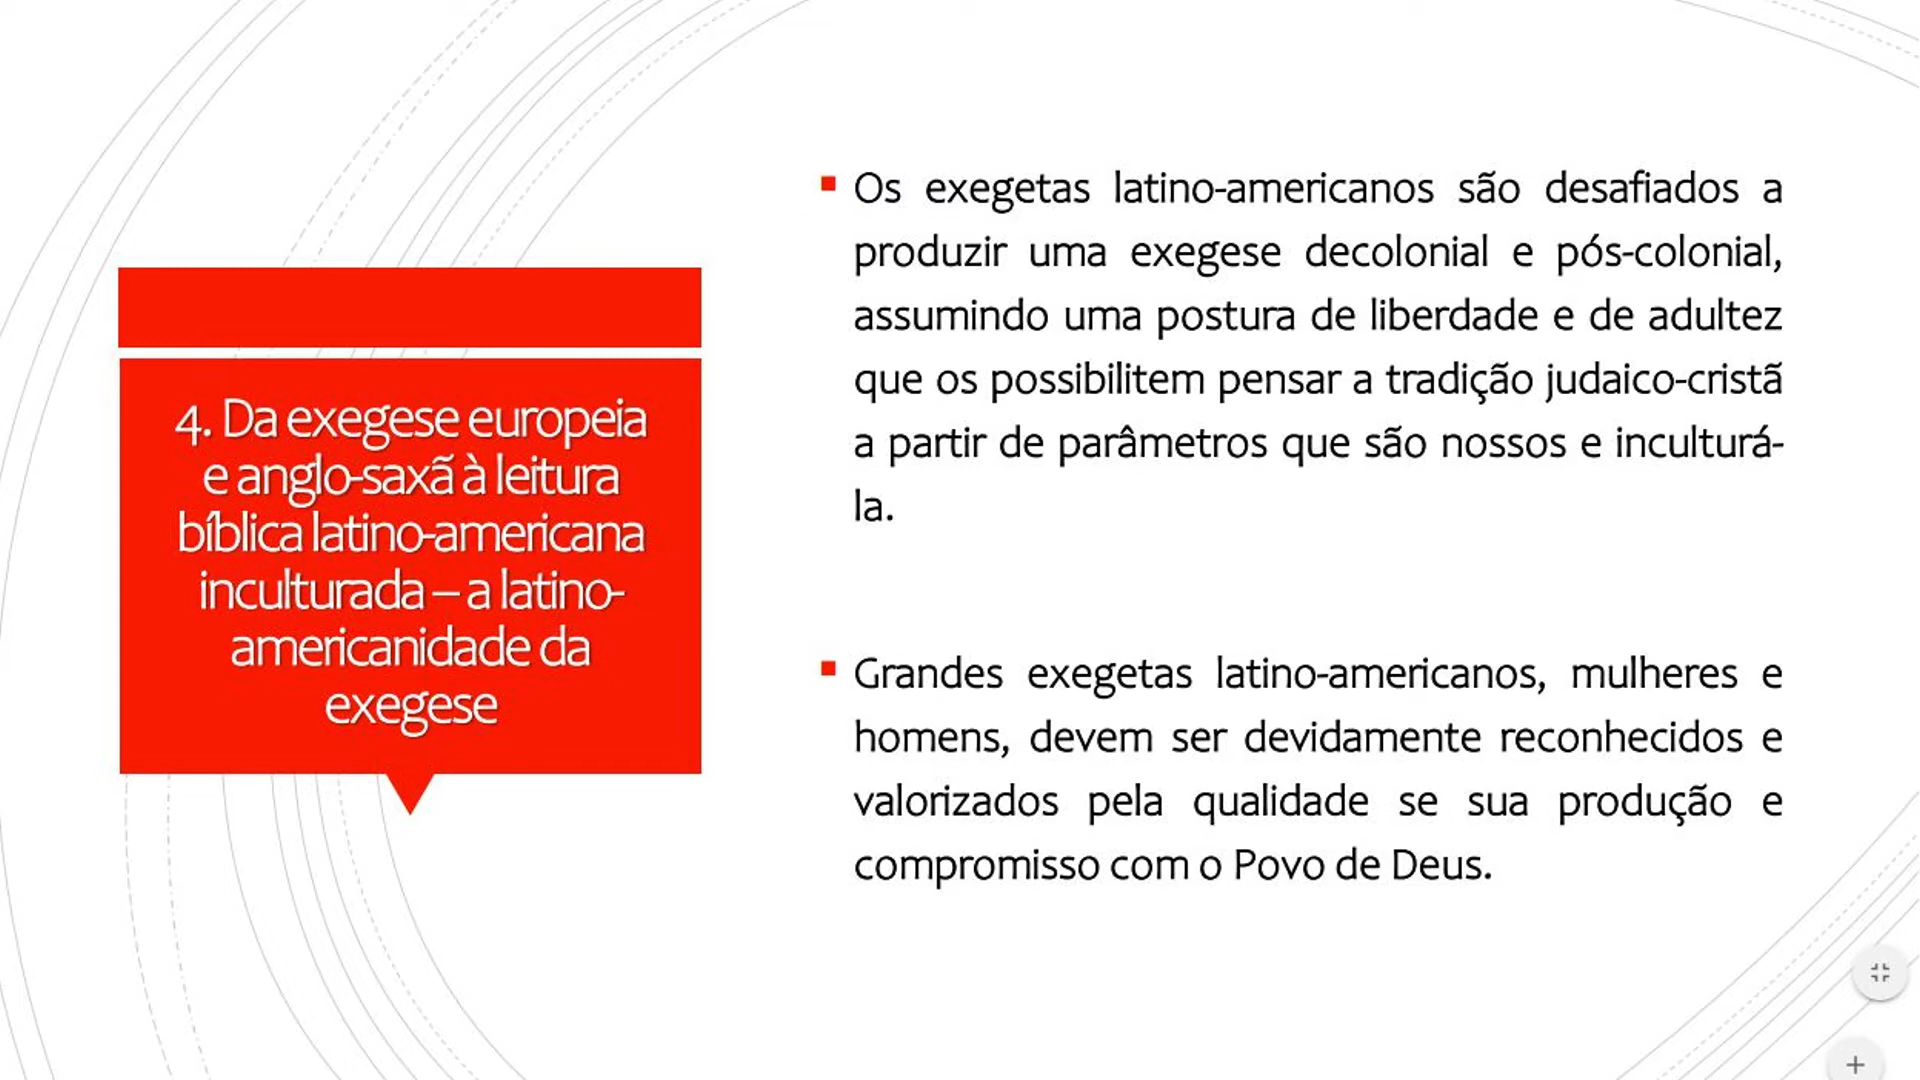 4. Da exegese europeia
e anglo-saxã à leitura
bíblica latino-americana
inculturada – a latino-
americanidade da
exegese
Os exegetas latino-americanos são desafiados a
produzir uma exegese decolonial e pós-colonial,
assumindo uma postura de liberdade e de adultez
que os possibilitem pensar a tradição judaico-cristã
a partir de parâmetros que são nossos e inculturá-
la.
Grandes exegetas latino-americanos, mulheres e
homens, devem ser devidamente reconhecidos e
valorizados pela qualidade se sua produção e
compromisso com o Povo de Deus.